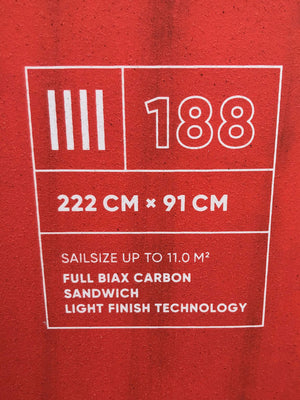 188
222 CM × 91 CM
SAILSIZE UP TO 11.0 M²
FULL BIAX CARBON
SANDWICH
LIGHT FINISH TECHNOLOGY